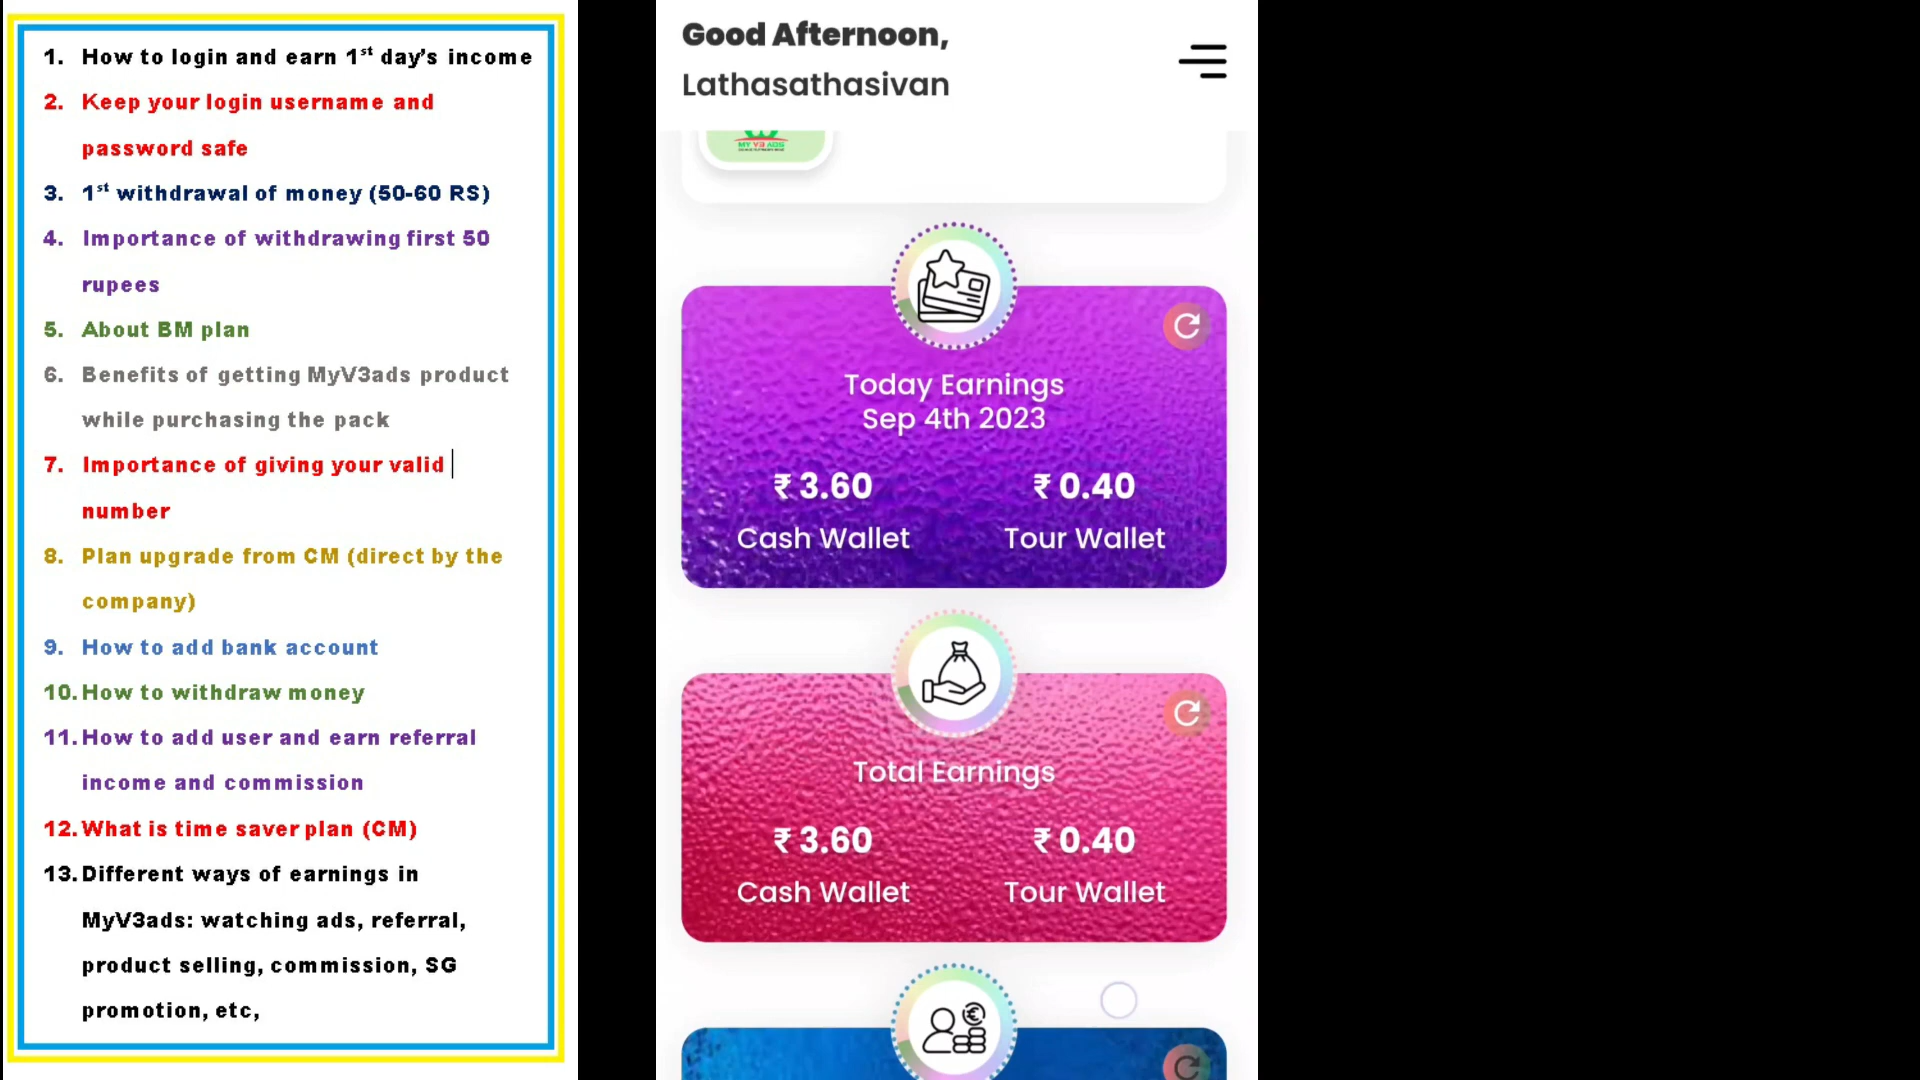 1. How to login and earn 1st day's income
2. Keep your login username and
password safe
3. 1st withdrawal of money (50-60 RS)
4. Importance of withdrawing first 50
rupees
5. About BM plan
6. Benefits of getting MyV3ads product
while purchasing the pack
7. Importance of giving your valid
number
8. Plan upgrade from CM (direct by the
company)
9. How to add bank account
10. How to withdraw money
11. How to add user and earn referral
income and commission
12. What is time saver plan (CM)
13. Different ways of earnings in
MyV3ads: watching ads, referral,
product selling, commission, SG
promotion, etc,
Good Afternoon,
Lathasathasivan
MY V3 ADS
Today Earnings
Sep 4th 2023
₹ 3.60 ₹ 0.40
Cash Wallet Tour Wallet
Total Earnings
₹ 3.60 ₹ 0.40
Cash Wallet Tour Wallet